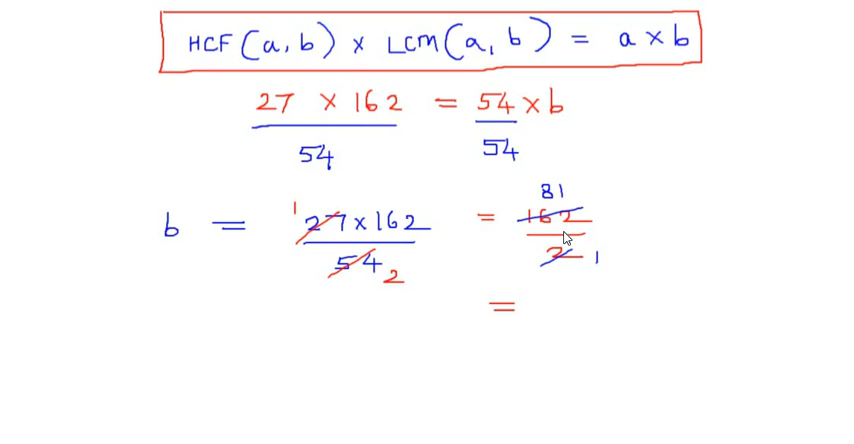 HCF (a, b) × LCM (a, b) = a × b
27 × 162 = 54 × b
54 54
81
1 27 × 162 = 162
b =
54 2 2 1
=